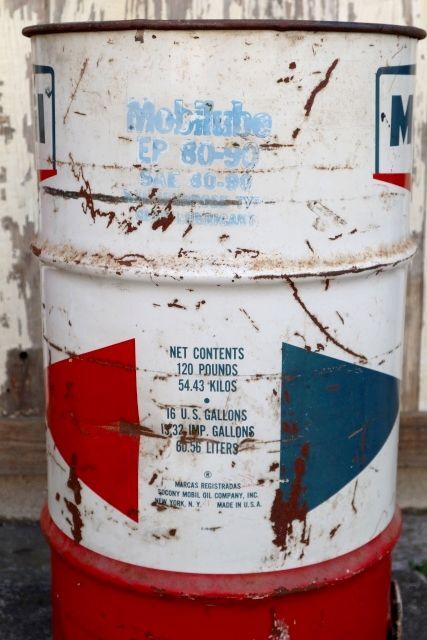 Mobilube
EP 80-90
SAE 80-90
NET CONTENTS
120 POUNDS
54.43 KILOS
•
16 U.S. GALLONS
13.32 IMP. GALLONS
60.56 LITERS
®
MARCAS REGISTRADAS
SOCONY MOBIL OIL COMPANY, INC.
NEW YORK, N.Y. MADE IN U.S.A.
M